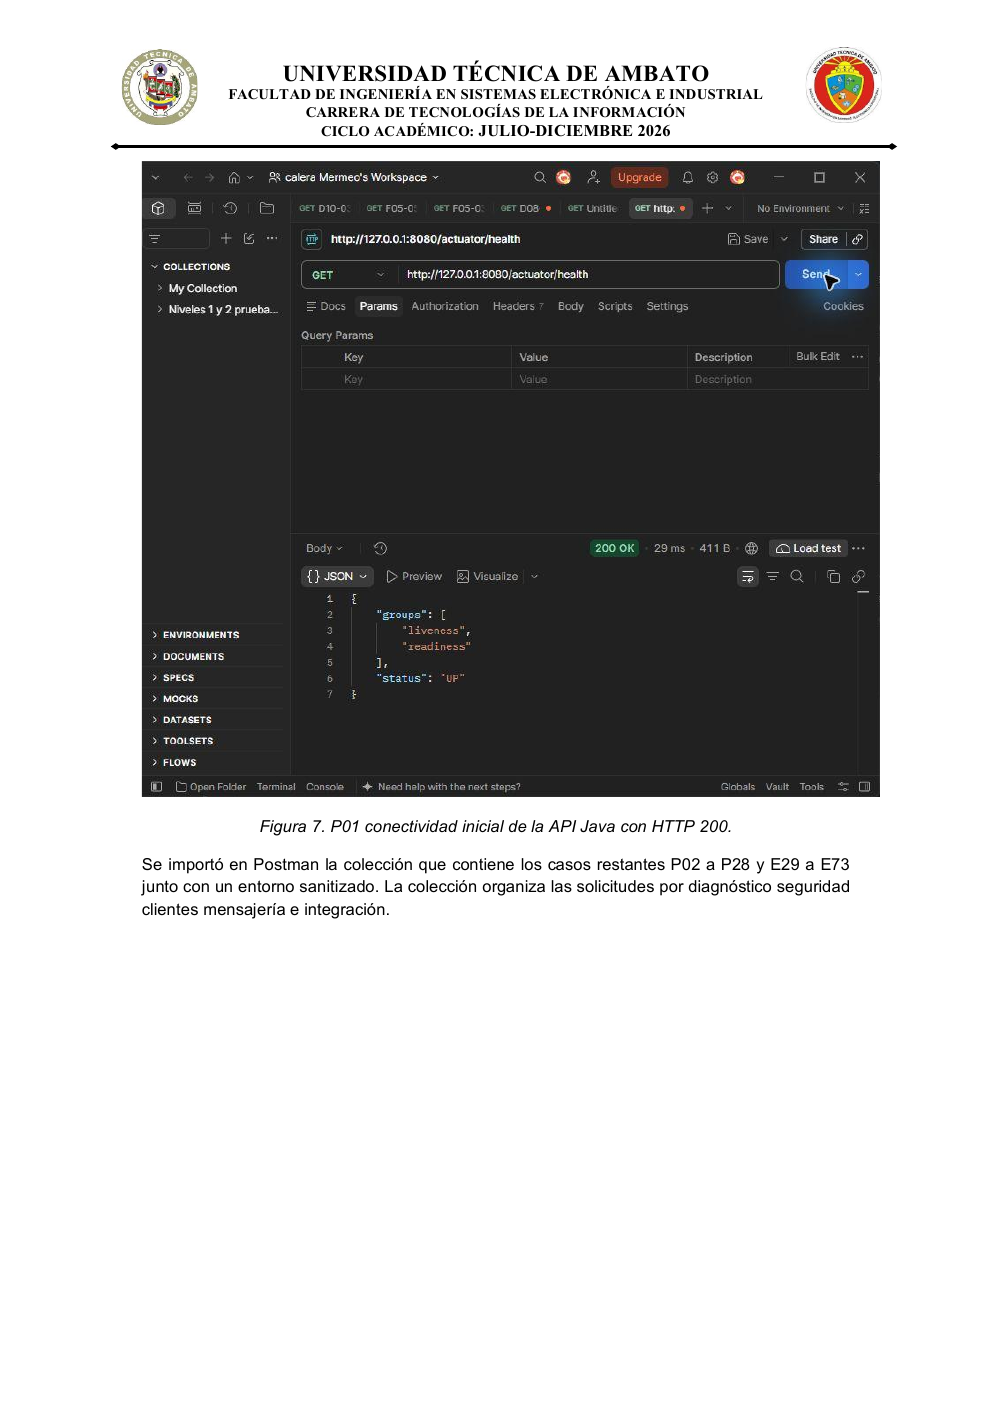 UNIVERSIDAD TÉCNICA DE AMBATO
FACULTAD DE INGENIERÍA EN SISTEMAS ELECTRÓNICA E INDUSTRIAL
CARRERA DE TECNOLOGÍAS DE LA INFORMACIÓN
CICLO ACADÉMICO: JULIO-DICIEMBRE 2026
calera Mermeo's Workspace
Upgrade
GET D10-0 GET F05-0 GET F05-0 GET D08 GET Untitle GET http: No Environment
http://127.0.0.1:8080/actuator/health Save Share
COLLECTIONS
My Collection
Niveles 1 y 2 prueba...
GET http://127.0.0.1:8080/actuator/health Send
Docs Params Authorization Headers 7 Body Scripts Settings Cookies
Query Params
Key Value Description Bulk Edit
Key Value Description
Body 200 OK 29 ms 411 B Load test
{} JSON Preview Visualize
1 {
2 "groups": [
3 "liveness",
4 "readiness"
5 ],
6 "status": "UP"
7 }
ENVIRONMENTS
DOCUMENTS
SPECS
MOCKS
DATASETS
TOOLSETS
FLOWS
Open Folder Terminal Console Need help with the next steps? Globals Vault Tools
Figura 7. P01 conectividad inicial de la API Java con HTTP 200.
Se importó en Postman la colección que contiene los casos restantes P02 a P28 y E29 a E73
junto con un entorno sanitizado. La colección organiza las solicitudes por diagnóstico seguridad
clientes mensajería e integración.